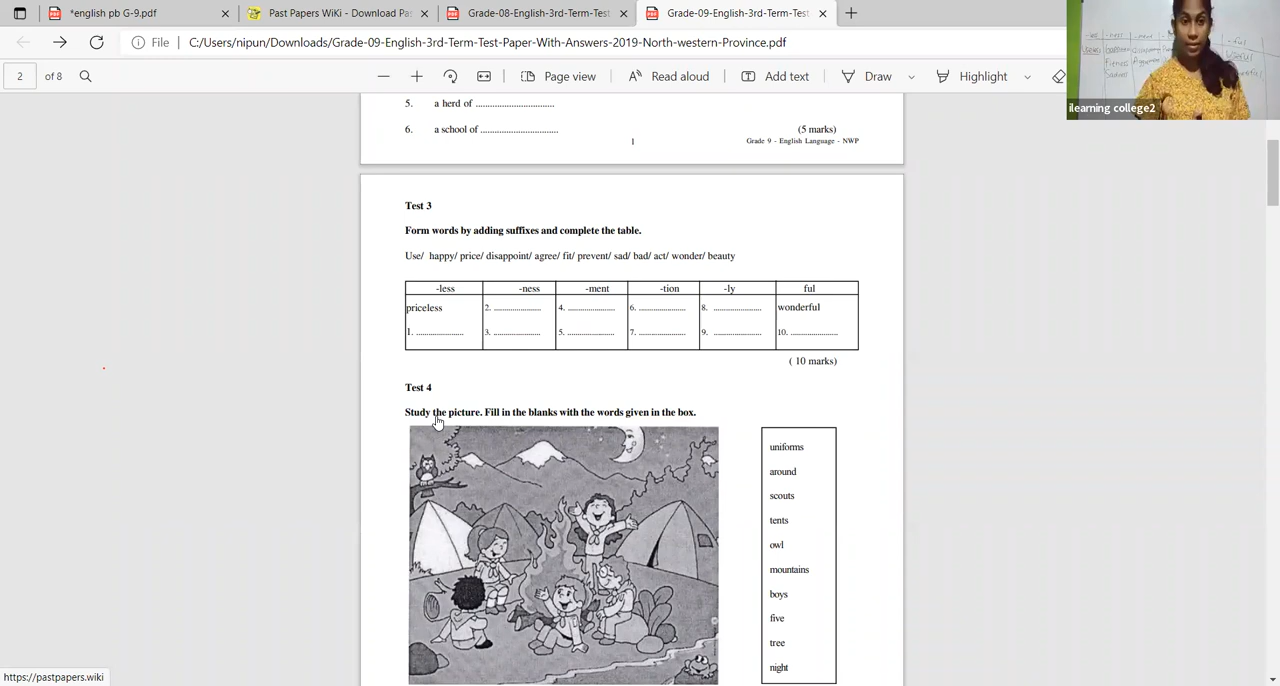 *english pb G-9.pdf
Past Papers WiKi - Download Pa
Grade-08-English-3rd-Term-Test
Grade-09-English-3rd-Term-Test
File
C:/Users/nipun/Downloads/Grade-09-English-3rd-Term-Test-Paper-With-Answers-2019-North-western-Province.pdf
2 of 8
Page view
Read aloud
Add text
Draw
Highlight
ilearning college2
5. a herd of ................................
6. a school of ................................ (5 marks)
1 Grade 9 - English Language - NWP
Test 3
Form words by adding suffixes and complete the table.
Use/ happy/ price/ disappoint/ agree/ fit/ prevent/ sad/ bad/ act/ wonder/ beauty
-less -ness -ment -tion -ly ful
priceless 2. .................... 4. .................... 6. .................... 8. .................... wonderful
1. .................... 3. .................... 5. .................... 7. .................... 9. .................... 10. ....................
( 10 marks)
Test 4
Study the picture. Fill in the blanks with the words given in the box.
uniforms
around
scouts
tents
owl
mountains
boys
five
tree
night
https://pastpapers.wiki